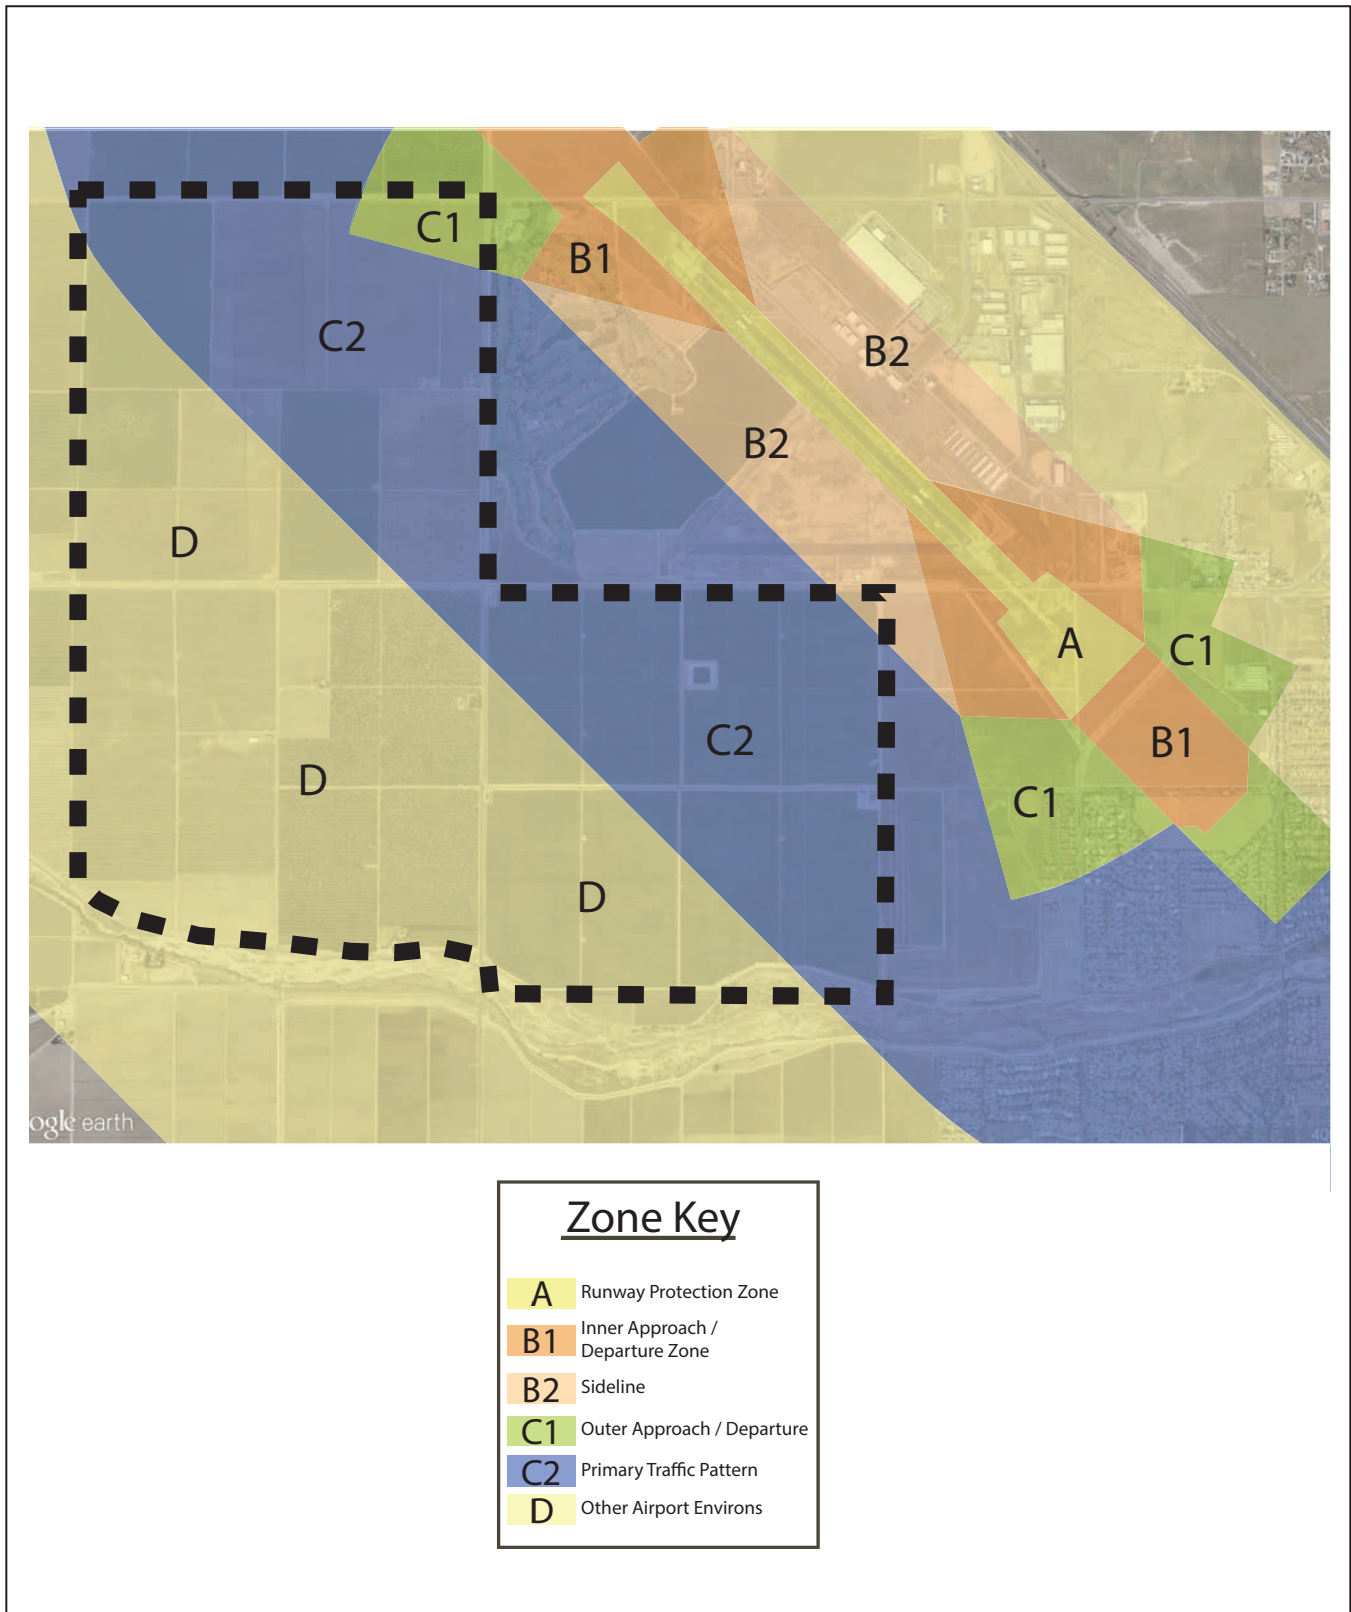 C1
B1
C2
B2
B2
D
A
C1
C2
B1
D
C1
D
ogle earth
40
Zone Key
A Runway Protection Zone
B1 Inner Approach /
Departure Zone
B2 Sideline
C1 Outer Approach / Departure
C2 Primary Traffic Pattern
D Other Airport Environs